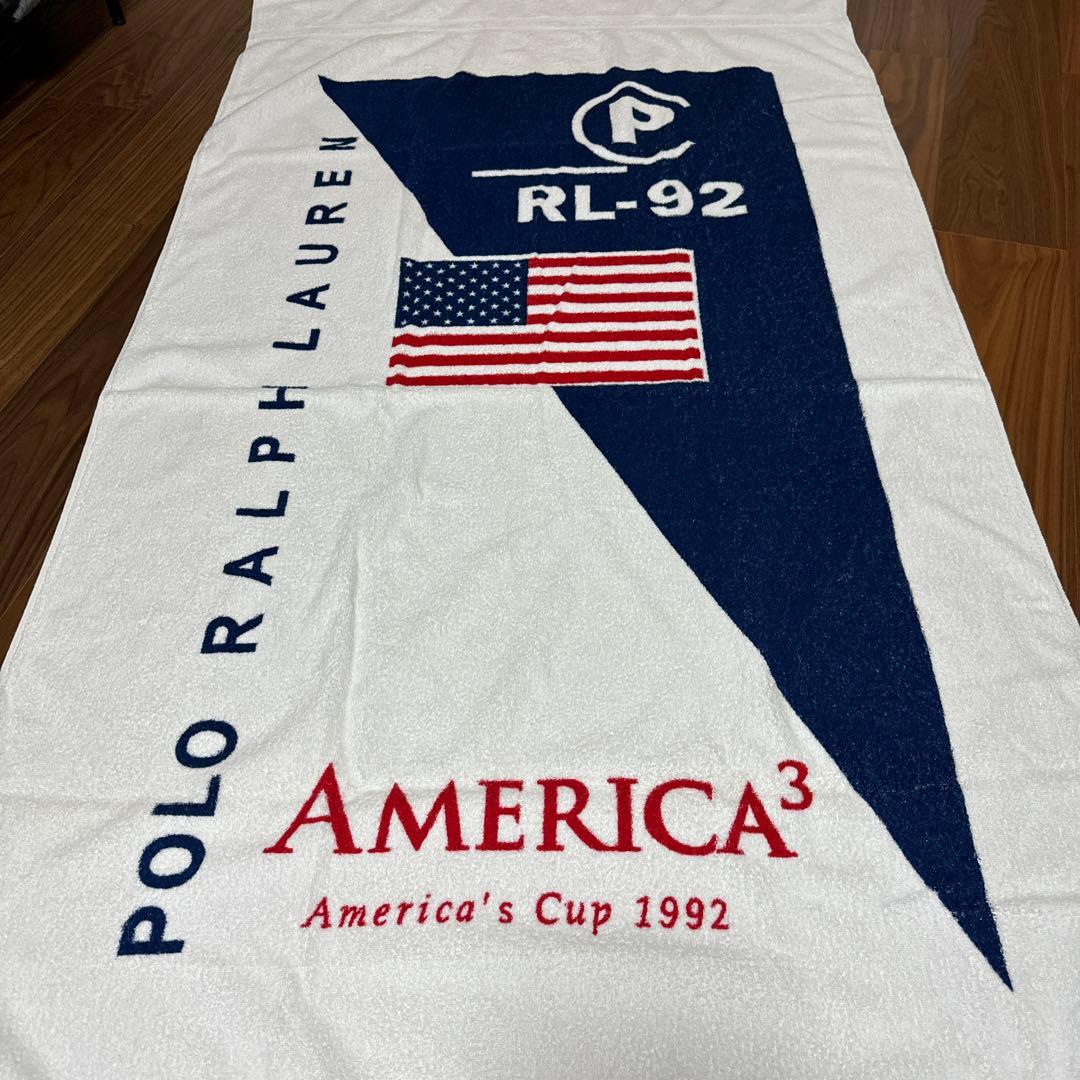 P
RL-92
POLO RALPH LAUREN
AMERICA³
America's Cup 1992